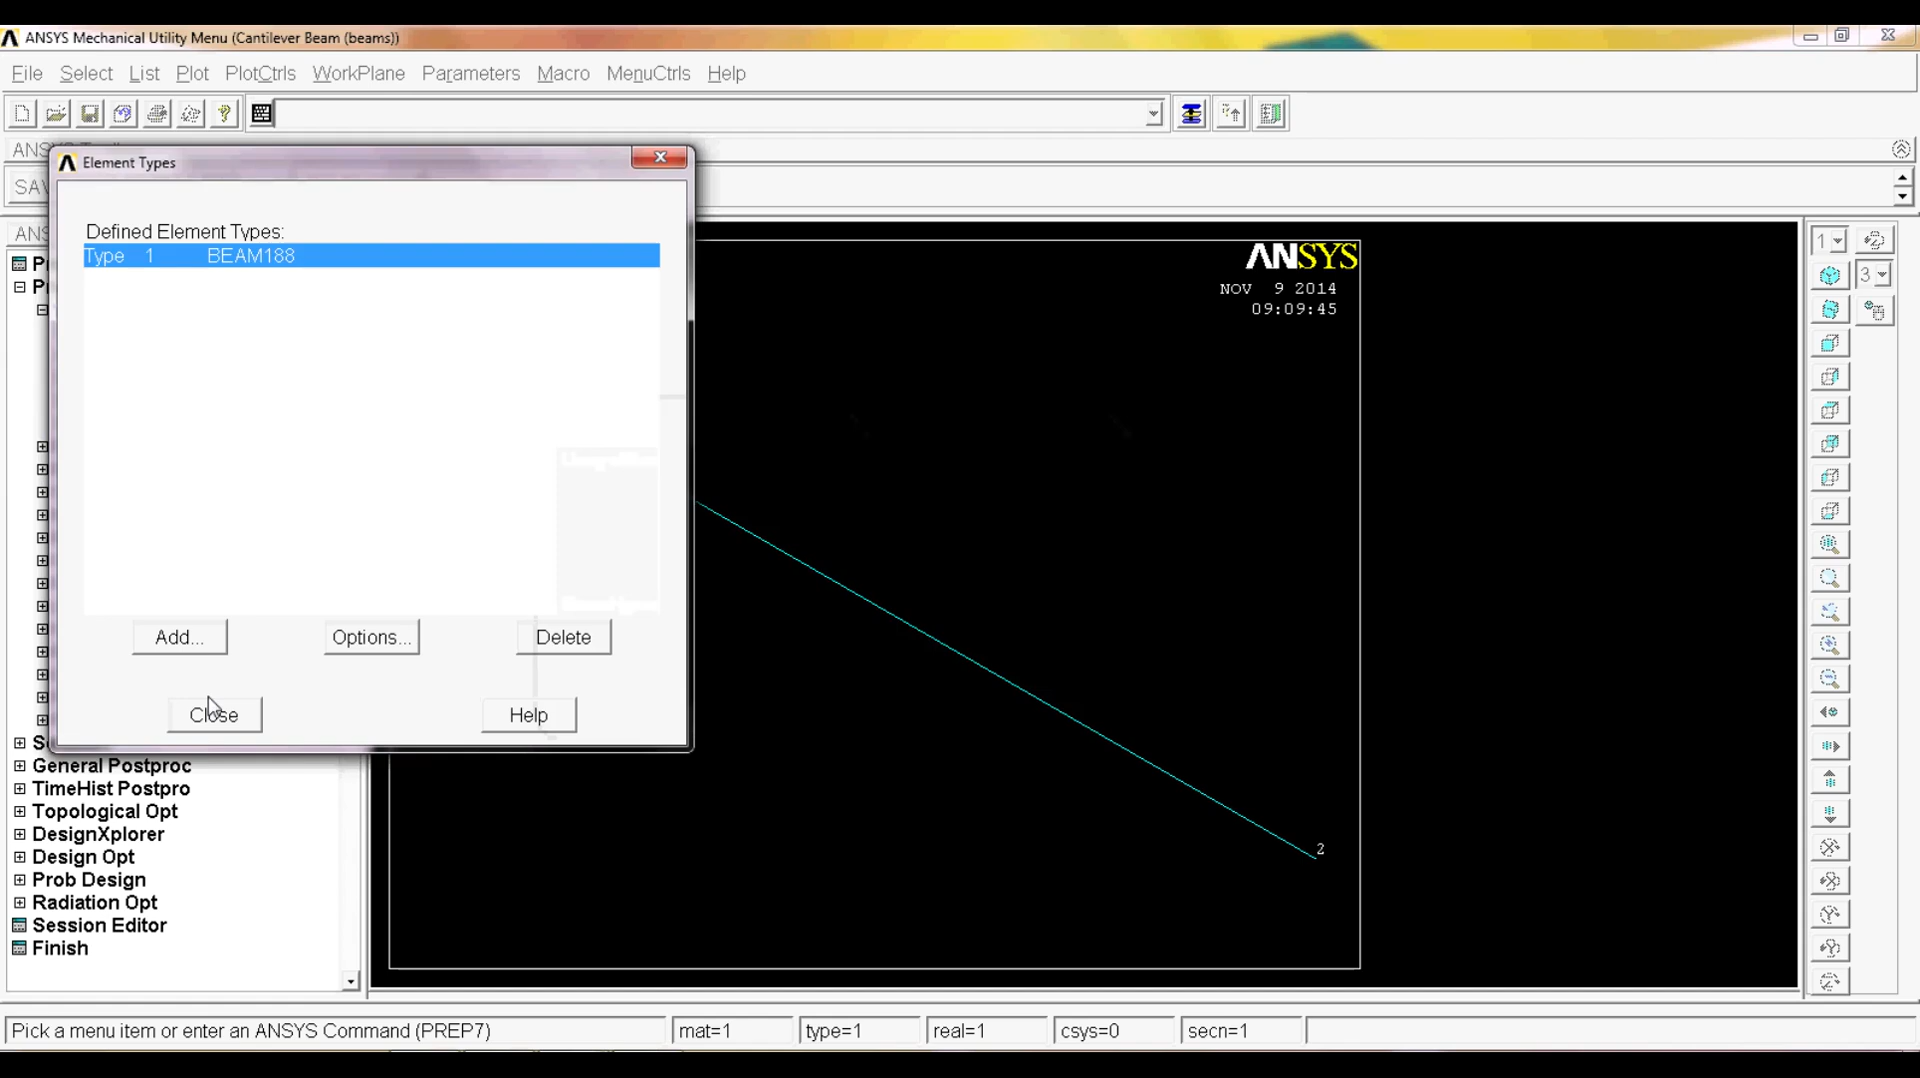 ANSYS Mechanical Utility Menu (Cantilever Beam (beams))
File Select List Plot PlotCtrls WorkPlane Parameters Macro MenuCtrls Help
Element Types
Defined Element Types:
Type 1 BEAM188
Add... Options... Delete
Close Help
ANSYS
NOV 9 2014
09:09:45
1
3
2
General Postproc
TimeHist Postpro
Topological Opt
DesignXplorer
Design Opt
Prob Design
Radiation Opt
Session Editor
Finish
Pick a menu item or enter an ANSYS Command (PREP7) mat=1 type=1 real=1 csys=0 secn=1